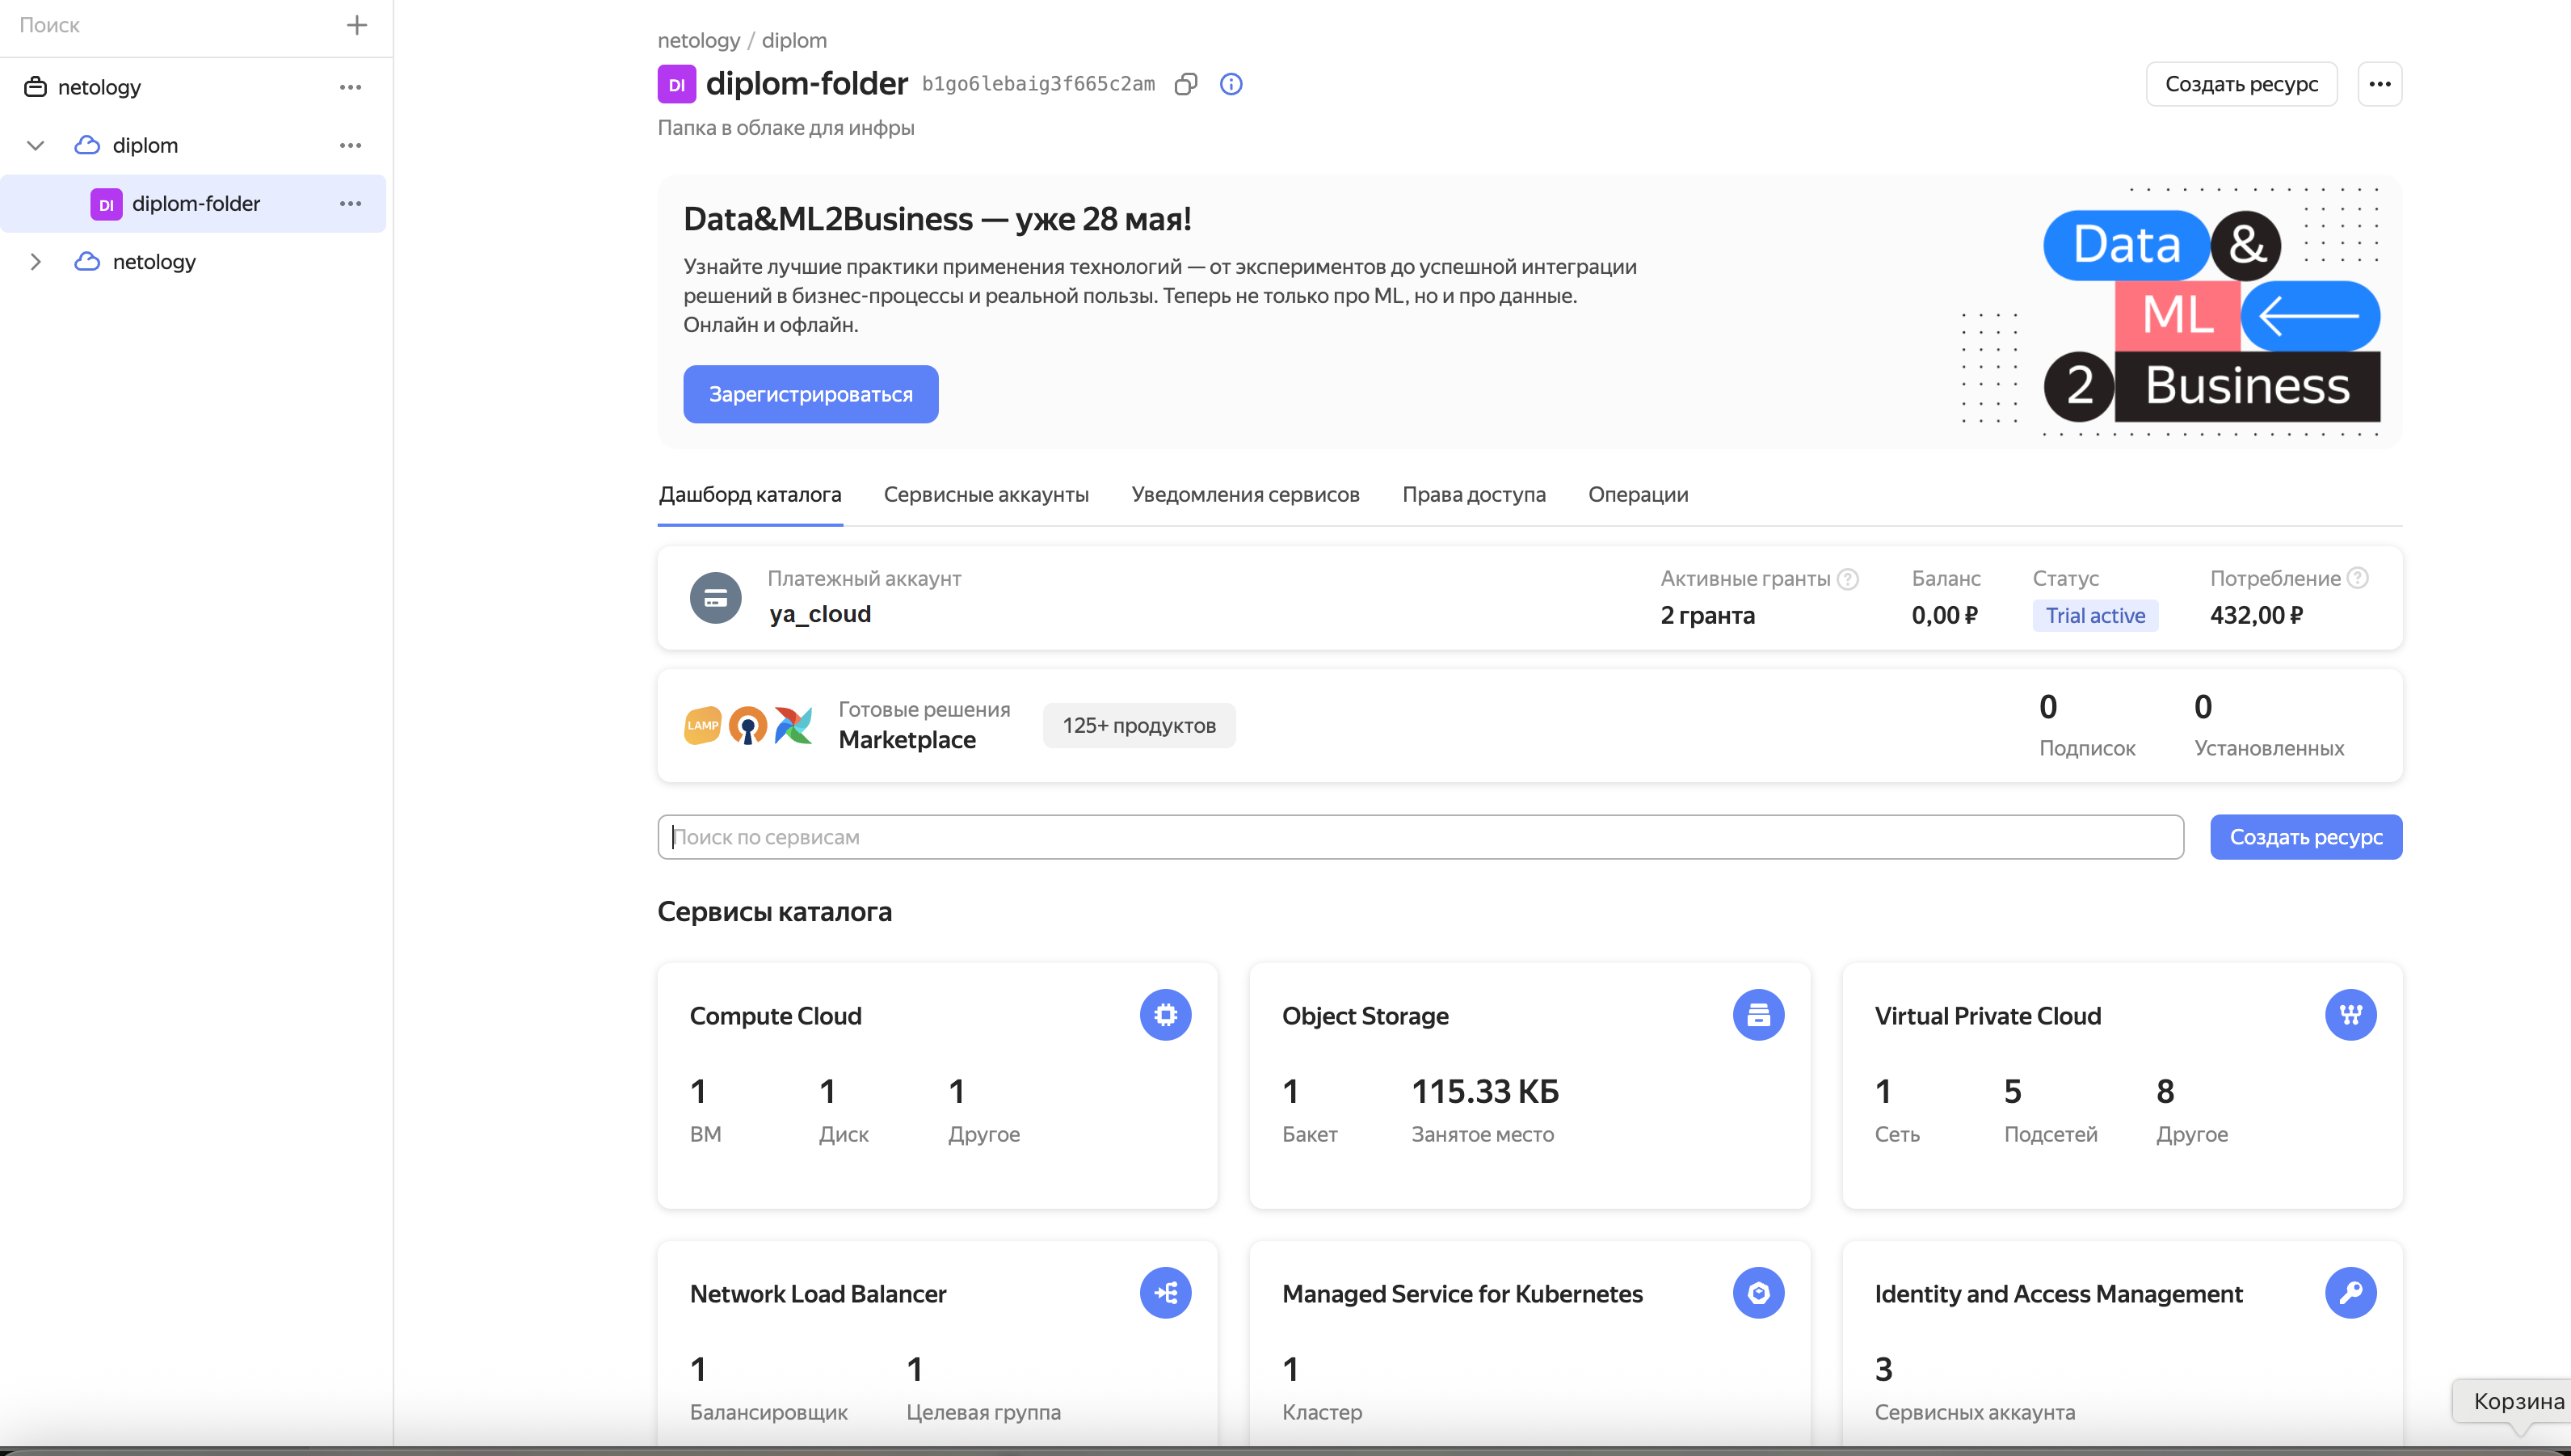 Поиск
netology
diplom
DI diplom-folder
netology
netology / diplom
DI diplom-folder b1go6lebaig3f665c2am
Создать ресурс
Папка в облаке для инфры
Data&ML2Business — уже 28 мая!
Узнайте лучшие практики применения технологий — от экспериментов до успешной интеграции
решений в бизнес-процессы и реальной пользы. Теперь не только про ML, но и про данные.
Онлайн и офлайн.
Зарегистрироваться
Data &
ML
2 Business
Дашборд каталога Сервисные аккаунты Уведомления сервисов Права доступа Операции
Платежный аккаунт
ya_cloud
Активные гранты ? Баланс Статус Потребление ?
2 гранта 0,00 ₽ Trial active 432,00 ₽
LAMP
Готовые решения
Marketplace
125+ продуктов
0 0
Подписок Установленных
Поиск по сервисам
Создать ресурс
Сервисы каталога
Compute Cloud
1 1 1
ВМ Диск Другое
Object Storage
1 115.33 КБ
Бакет Занятое место
Virtual Private Cloud
1 5 8
Сеть Подсетей Другое
Network Load Balancer
1 1
Балансировщик Целевая группа
Managed Service for Kubernetes
1
Кластер
Identity and Access Management
3
Сервисных аккаунта
Корзина